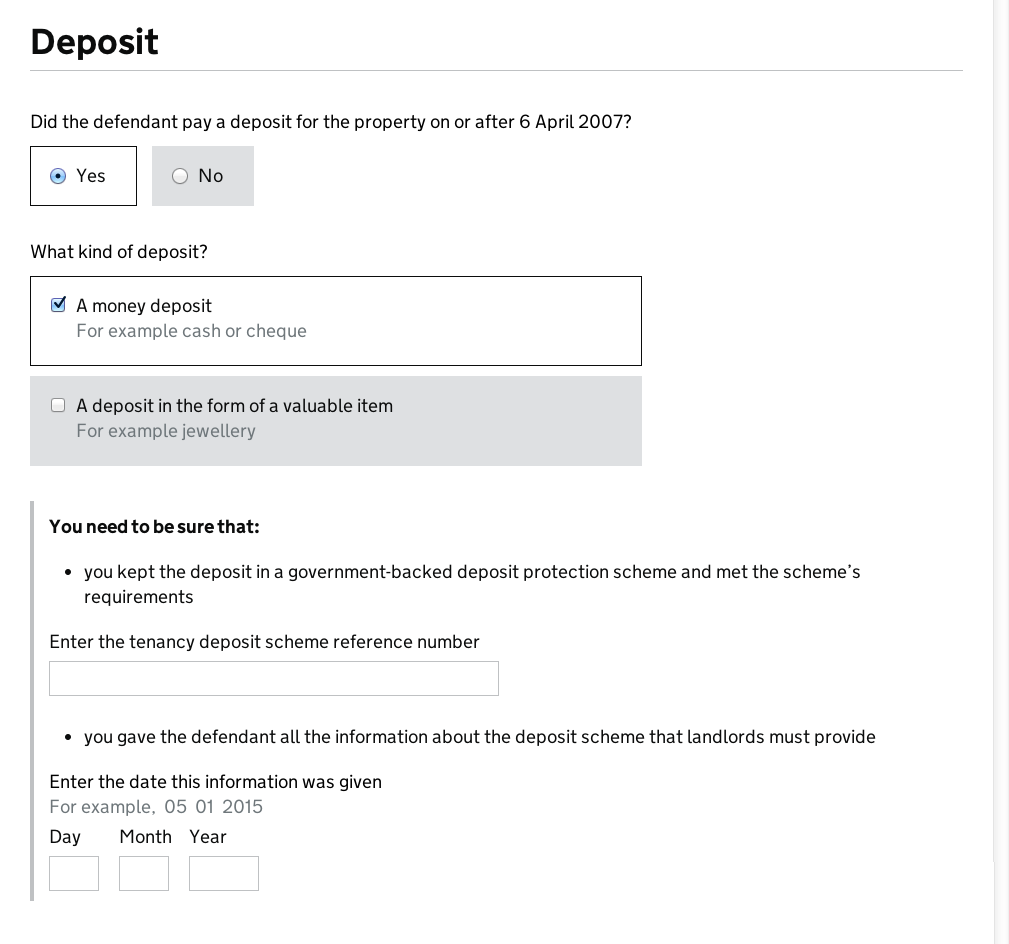 Deposit
Did the defendant pay a deposit for the property on or after 6 April 2007?
Yes
No
What kind of deposit?
A money deposit
For example cash or cheque
A deposit in the form of a valuable item
For example jewellery
You need to be sure that:
• you kept the deposit in a government-backed deposit protection scheme and met the scheme’s
requirements
Enter the tenancy deposit scheme reference number
• you gave the defendant all the information about the deposit scheme that landlords must provide
Enter the date this information was given
For example, 05 01 2015
Day Month Year